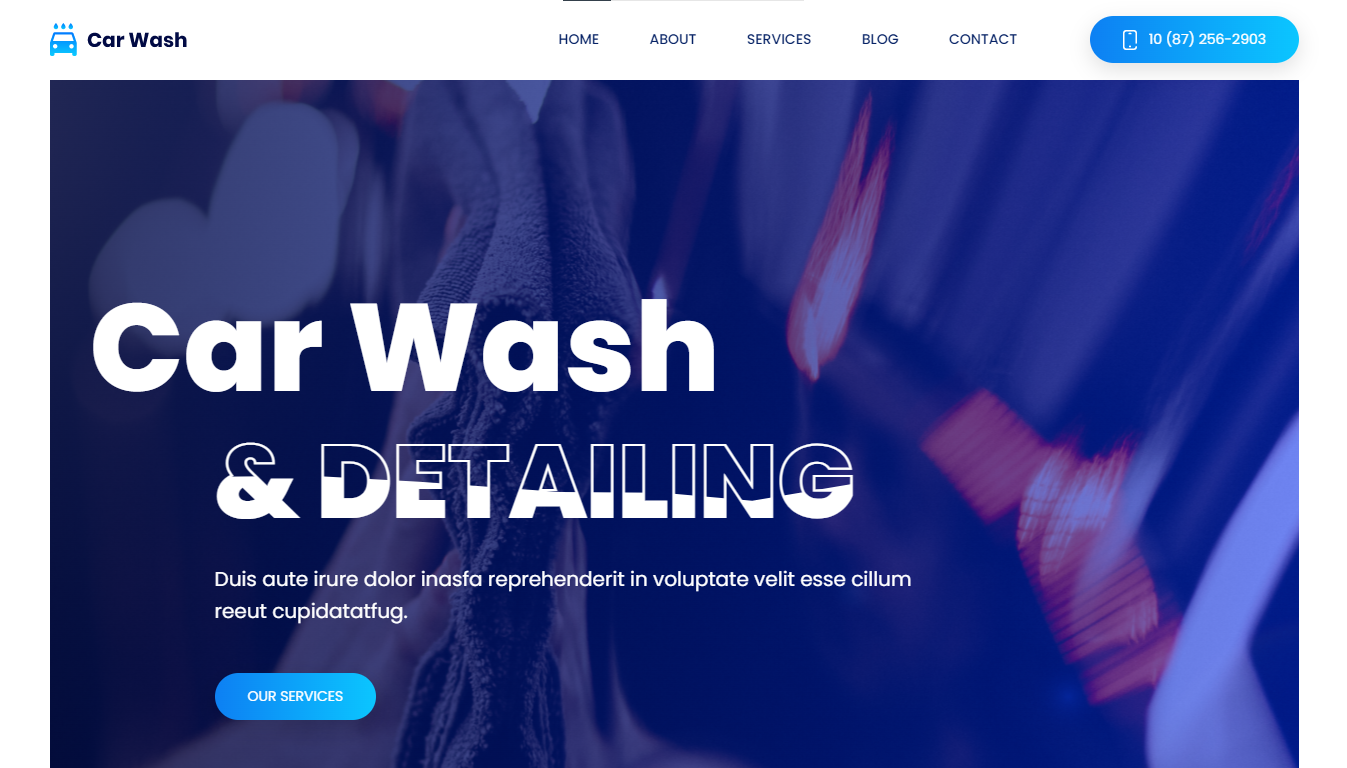 Car Wash
HOME
ABOUT
SERVICES
BLOG
CONTACT
10 (87) 256-2903
Car Wash
& DETAILING
Duis aute irure dolor inasfa reprehenderit in voluptate velit esse cillum
reeut cupidatatfug.
OUR SERVICES